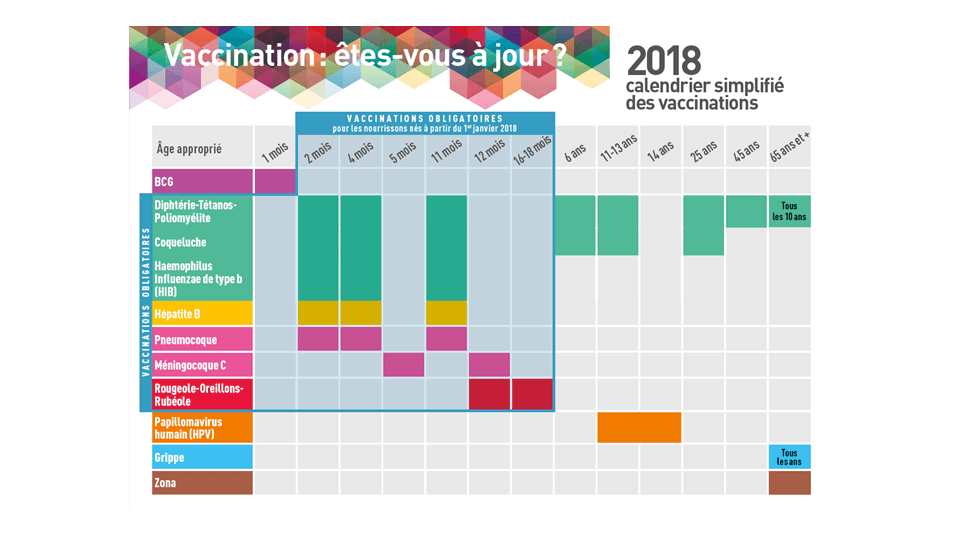 Vaccination : êtes-vous à jour ?
2018
calendrier simplifié
des vaccinations
VACCINATIONS OBLIGATOIRES
pour les nourrissons nés à partir du 1er janvier 2018
Âge approprié
1 mois
2 mois
4 mois
5 mois
11 mois
12 mois
16-18 mois
6 ans
11-13 ans
14 ans
25 ans
45 ans
65 ans et +
BCG
VACCINATIONS OBLIGATOIRES
Diphtérie-Tétanos-
Poliomyélite
Tous
les 10 ans
Coqueluche
Haemophilus
Influenzae de type b
(HIB)
Hépatite B
Pneumocoque
Méningocoque C
Rougeole-Oreillons-
Rubéole
Papillomavirus
humain (HPV)
Grippe
Tous
les ans
Zona